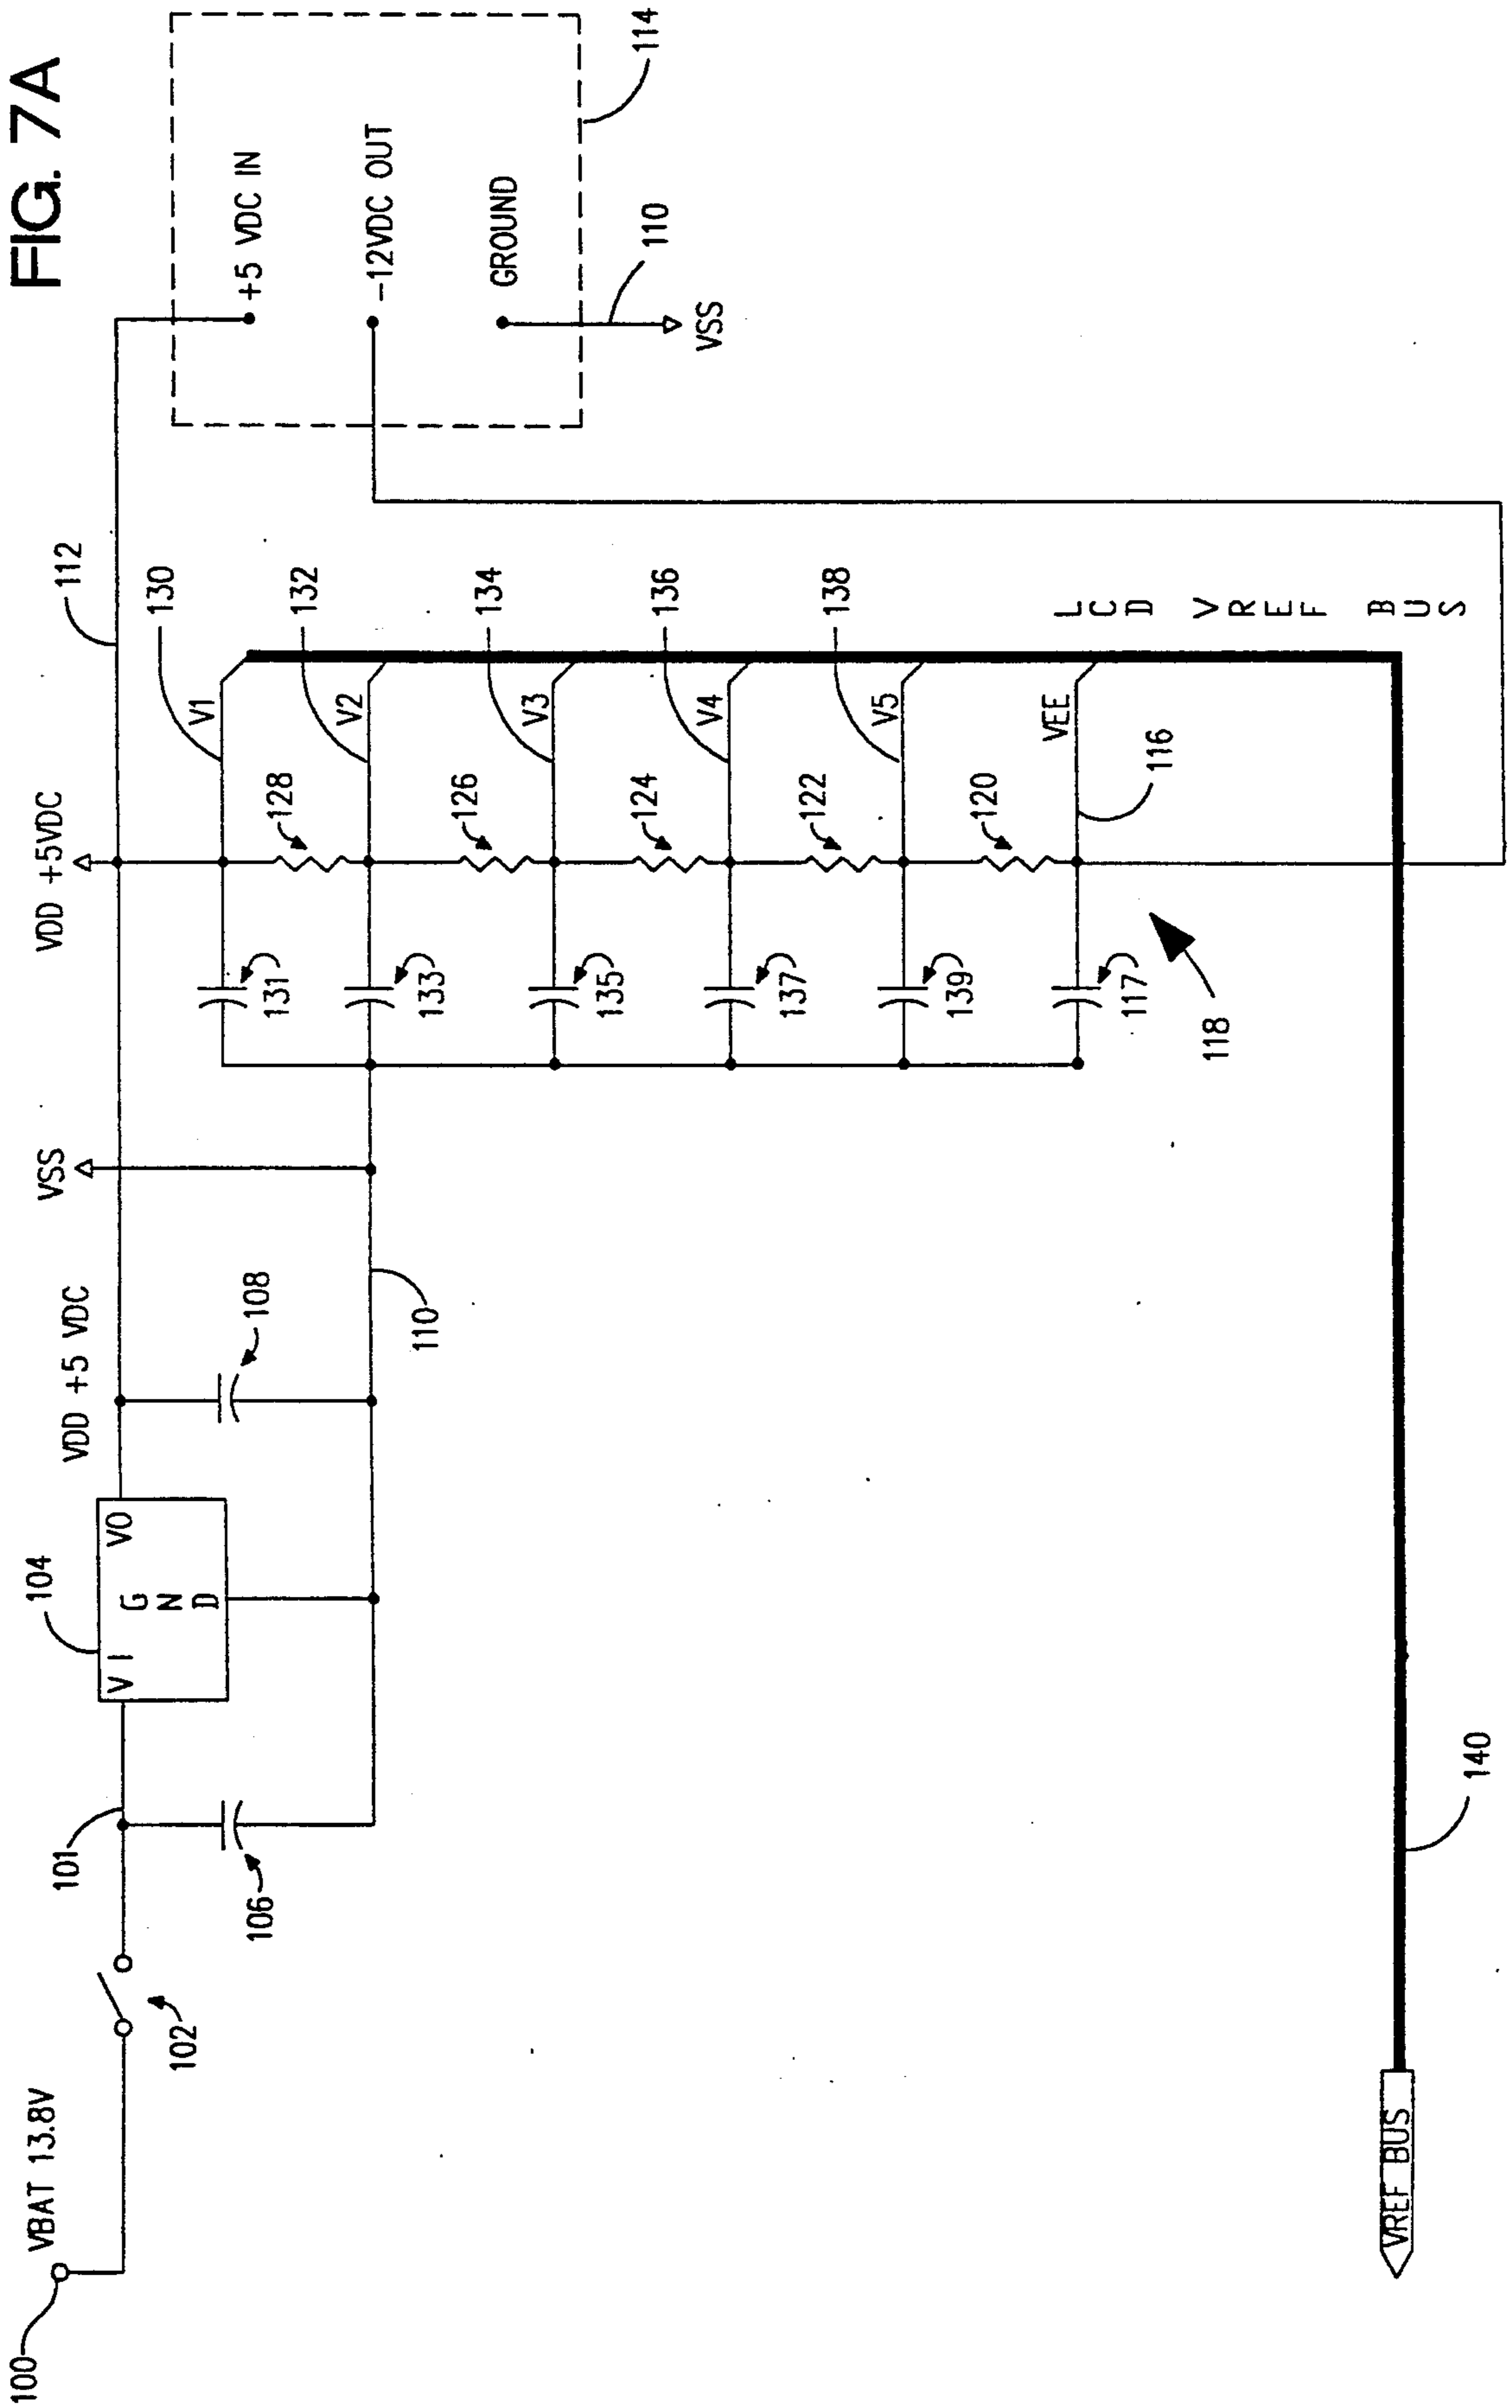 FIG. 7A
100
VBAT 13.8V
102
101
106
104
V I
VO
GND
VDD +5 VDC
108
110
VSS
VDD +5VDC
112
+5 VDC IN
-12VDC OUT
GROUND
114
110
VSS
131
128
V1
130
133
126
V2
132
135
124
V3
134
137
122
V4
136
139
120
V5
138
117
VEE
116
118
LCD VREF BUS
VREF BUS
140